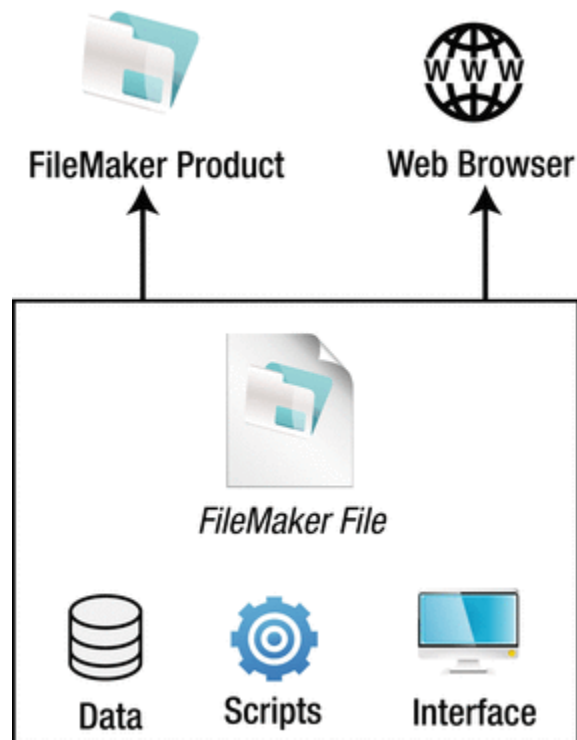 WWW
FileMaker Product
Web Browser
FileMaker File
Data
Scripts
Interface